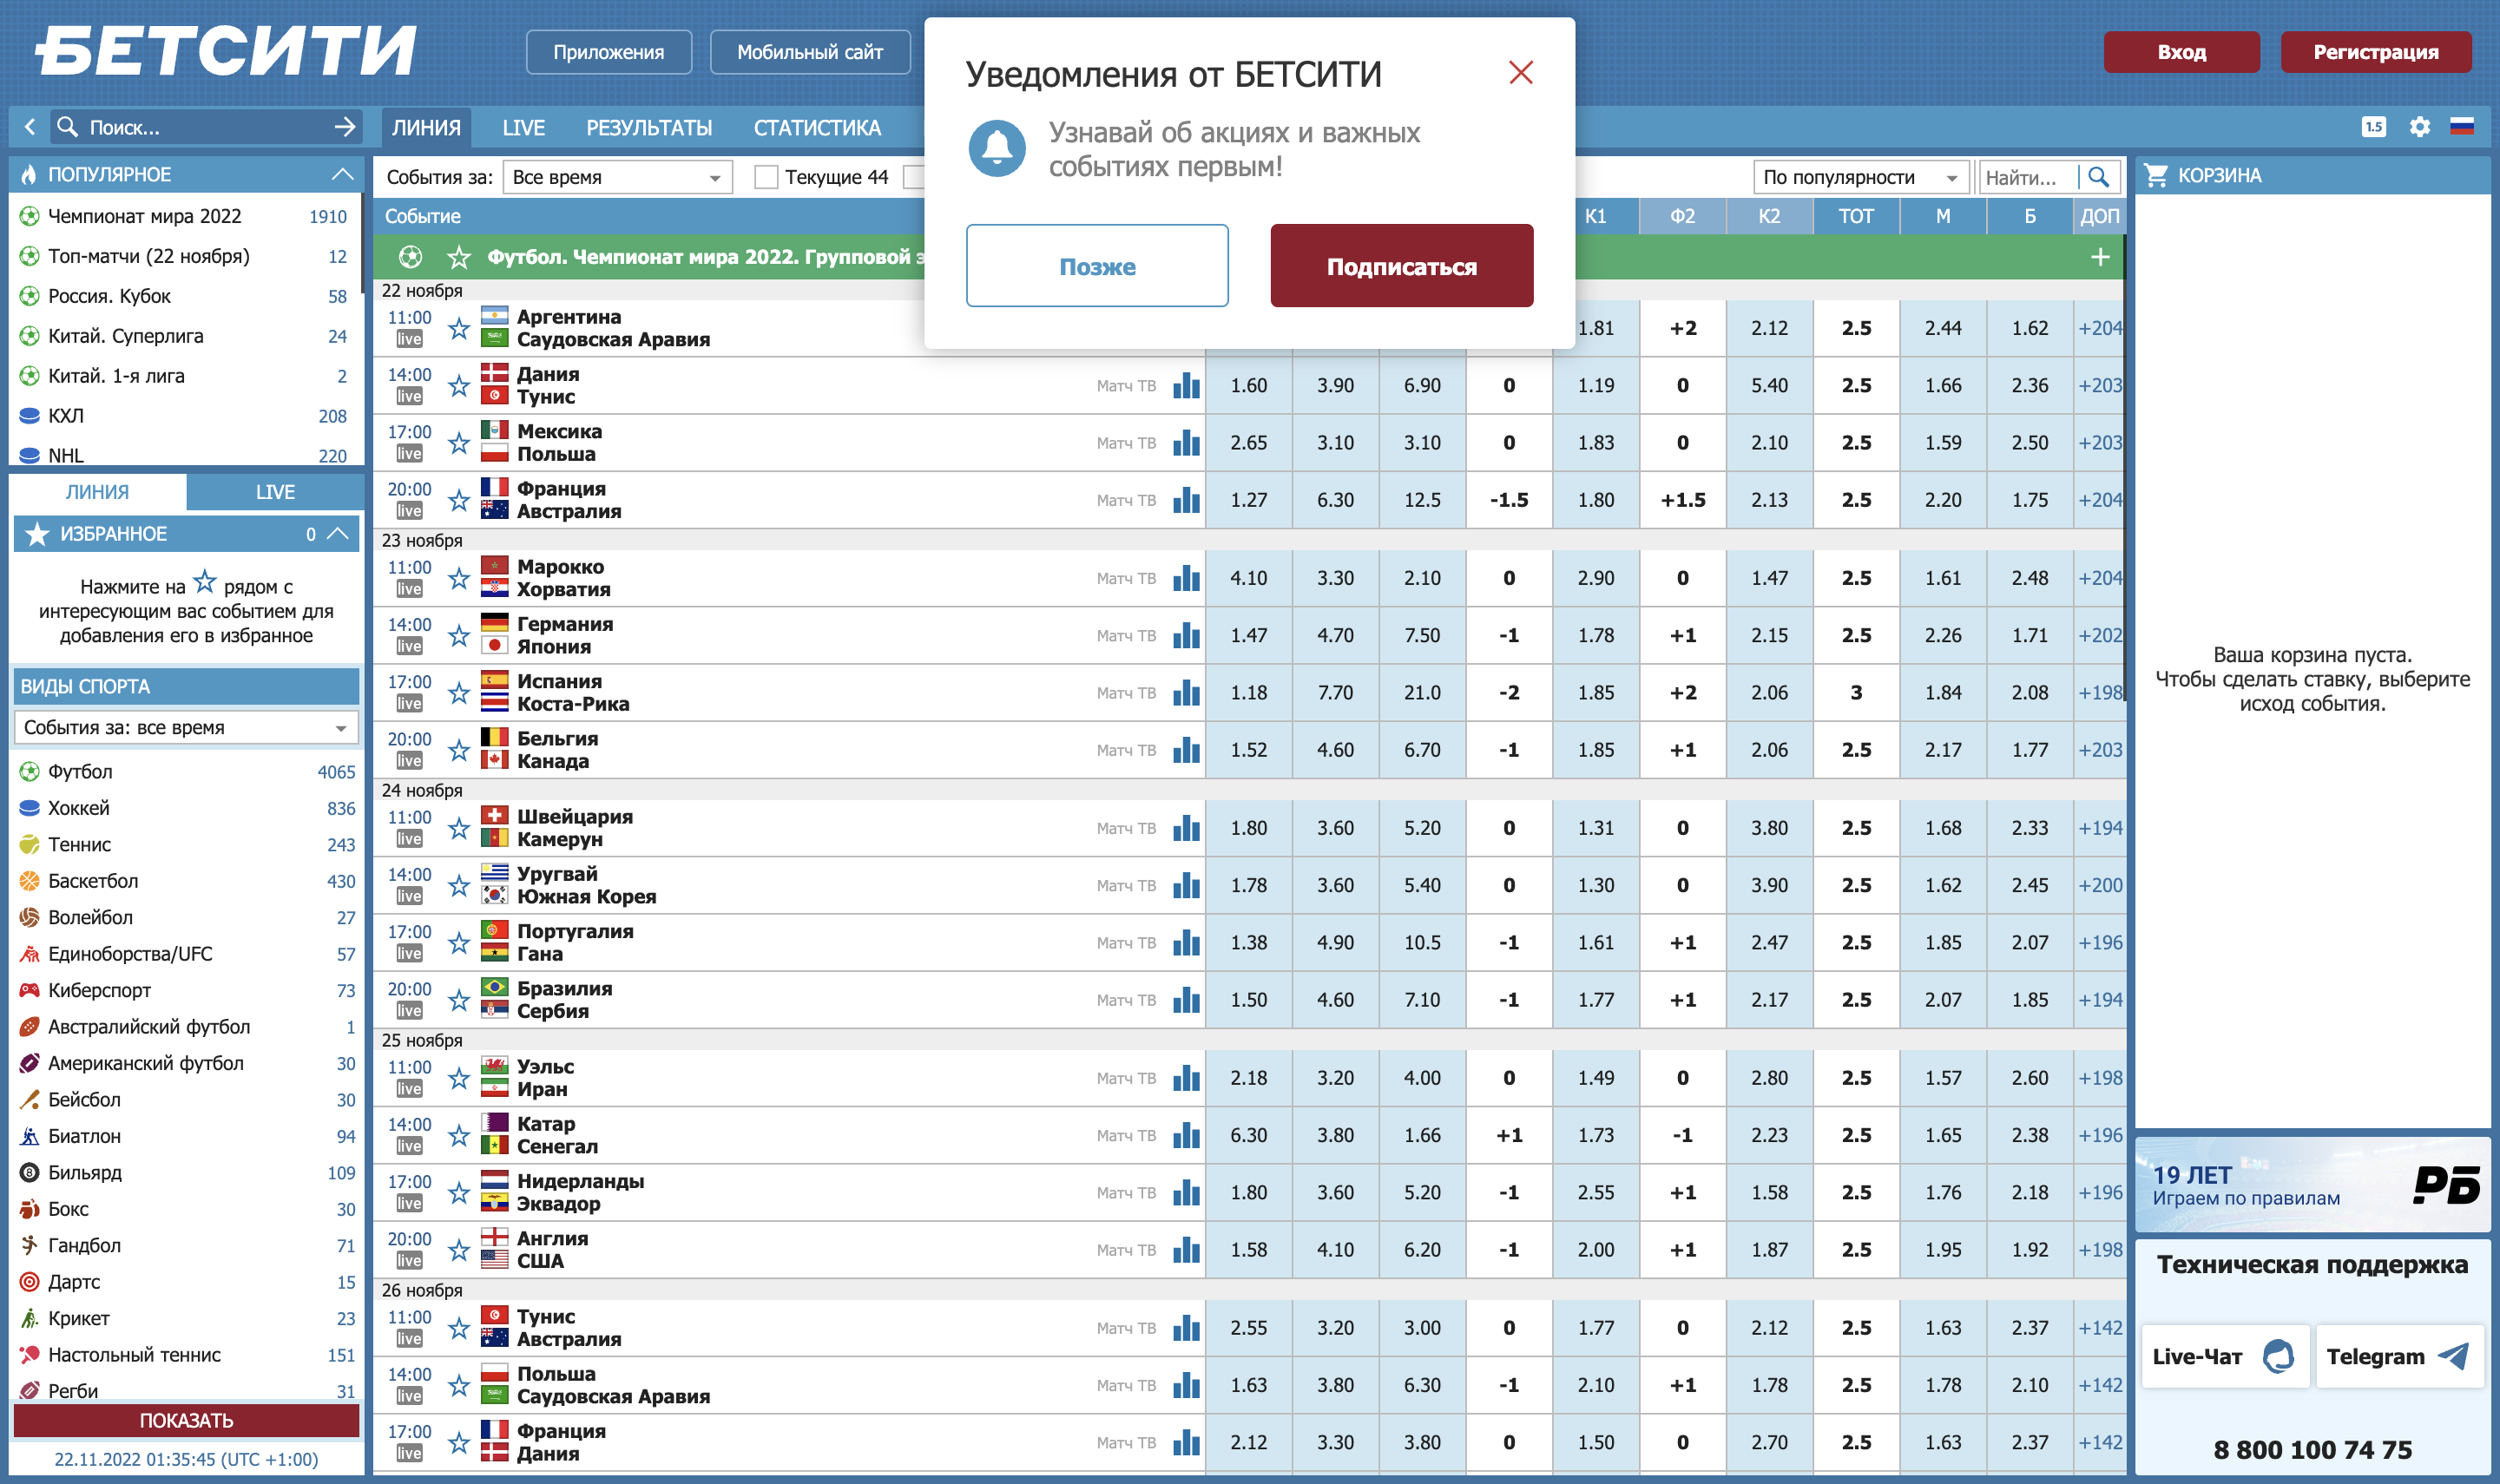 БЕТСИТИ
Приложения
Мобильный сайт
Вход
Регистрация
Уведомления от БЕТСИТИ
Узнавай об акциях и важных
событиях первым!
Позже
Подписаться
Поиск...
ЛИНИЯ LIVE РЕЗУЛЬТАТЫ СТАТИСТИКА
1.5
ПОПУЛЯРНОЕ
Чемпионат мира 2022 1910
Топ-матчи (22 ноября) 12
Россия. Кубок 58
Китай. Суперлига 24
Китай. 1-я лига 2
КХЛ 208
NHL 220
ЛИНИЯ LIVE
ИЗБРАННОЕ 0
Нажмите на рядом с
интересующим вас событием для
добавления его в избранное
ВИДЫ СПОРТА
События за: все время
Футбол 4065
Хоккей 836
Теннис 243
Баскетбол 430
Волейбол 27
Единоборства/UFC 57
Киберспорт 73
Австралийский футбол 1
Американский футбол 30
Бейсбол 30
Биатлон 94
Бильярд 109
Бокс 30
Гандбол 71
Дартс 15
Крикет 23
Настольный теннис 151
Регби 31
ПОКАЗАТЬ
22.11.2022 01:35:45 (UTC +1:00)
События за: Все время Текущие 44 По популярности Найти...
Событие К1 Ф2 К2 ТОТ М Б ДОП
Футбол. Чемпионат мира 2022. Групповой
22 ноября
11:00 live Аргентина
Саудовская Аравия
1.81 +2 2.12 2.5 2.44 1.62 +204
14:00 live Дания
Тунис
Матч ТВ 1.60 3.90 6.90 0 1.19 0 5.40 2.5 1.66 2.36 +203
17:00 live Мексика
Польша
Матч ТВ 2.65 3.10 3.10 0 1.83 0 2.10 2.5 1.59 2.50 +203
20:00 live Франция
Австралия
Матч ТВ 1.27 6.30 12.5 -1.5 1.80 +1.5 2.13 2.5 2.20 1.75 +204
23 ноября
11:00 live Марокко
Хорватия
Матч ТВ 4.10 3.30 2.10 0 2.90 0 1.47 2.5 1.61 2.48 +204
14:00 live Германия
Япония
Матч ТВ 1.47 4.70 7.50 -1 1.78 +1 2.15 2.5 2.26 1.71 +202
17:00 live Испания
Коста-Рика
Матч ТВ 1.18 7.70 21.0 -2 1.85 +2 2.06 3 1.84 2.08 +198
20:00 live Бельгия
Канада
Матч ТВ 1.52 4.60 6.70 -1 1.85 +1 2.06 2.5 2.17 1.77 +203
24 ноября
11:00 live Швейцария
Камерун
Матч ТВ 1.80 3.60 5.20 0 1.31 0 3.80 2.5 1.68 2.33 +194
14:00 live Уругвай
Южная Корея
Матч ТВ 1.78 3.60 5.40 0 1.30 0 3.90 2.5 1.62 2.45 +200
17:00 live Португалия
Гана
Матч ТВ 1.38 4.90 10.5 -1 1.61 +1 2.47 2.5 1.85 2.07 +196
20:00 live Бразилия
Сербия
Матч ТВ 1.50 4.60 7.10 -1 1.77 +1 2.17 2.5 2.07 1.85 +194
25 ноября
11:00 live Уэльс
Иран
Матч ТВ 2.18 3.20 4.00 0 1.49 0 2.80 2.5 1.57 2.60 +198
14:00 live Катар
Сенегал
Матч ТВ 6.30 3.80 1.66 +1 1.73 -1 2.23 2.5 1.65 2.38 +196
17:00 live Нидерланды
Эквадор
Матч ТВ 1.80 3.60 5.20 -1 2.55 +1 1.58 2.5 1.76 2.18 +196
20:00 live Англия
США
Матч ТВ 1.58 4.10 6.20 -1 2.00 +1 1.87 2.5 1.95 1.92 +198
26 ноября
11:00 live Тунис
Австралия
Матч ТВ 2.55 3.20 3.00 0 1.77 0 2.12 2.5 1.63 2.37 +142
14:00 live Польша
Саудовская Аравия
Матч ТВ 1.63 3.80 6.30 -1 2.10 +1 1.78 2.5 1.78 2.10 +142
17:00 live Франция
Дания
Матч ТВ 2.12 3.30 3.80 0 1.50 0 2.70 2.5 1.63 2.37 +142
КОРЗИНА
Ваша корзина пуста.
Чтобы сделать ставку, выберите
исход события.
19 ЛЕТ
Играем по правилам
РБ
Техническая поддержка
Live-Чат
Telegram
8 800 100 74 75